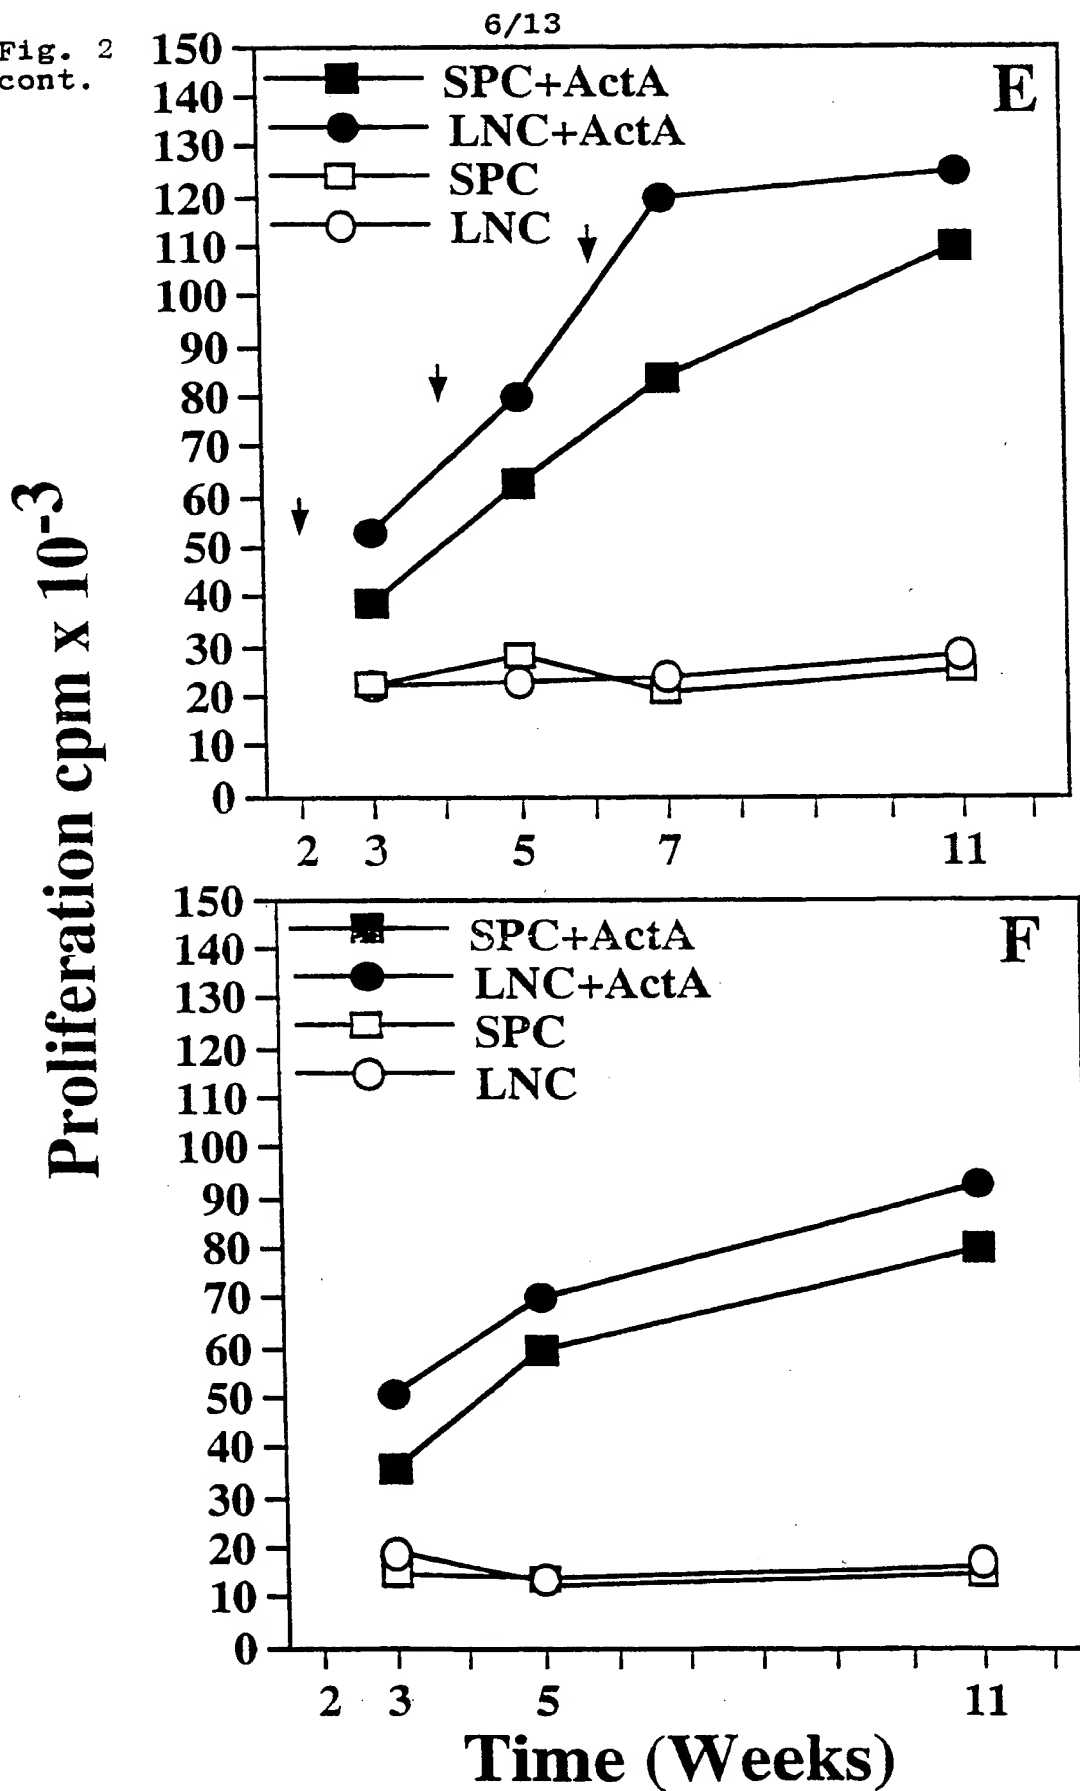 6/13
Fig. 2
cont.
E
SPC+ActA
LNC+ActA
SPC
LNC
150
140
130
120
110
100
90
80
70
60
50
40
30
20
10
0
2 3 5 7 11
Proliferation cpm x 10-3
F
SPC+ActA
LNC+ActA
SPC
LNC
150
140
130
120
110
100
90
80
70
60
50
40
30
20
10
0
2 3 5 11
Time (Weeks)